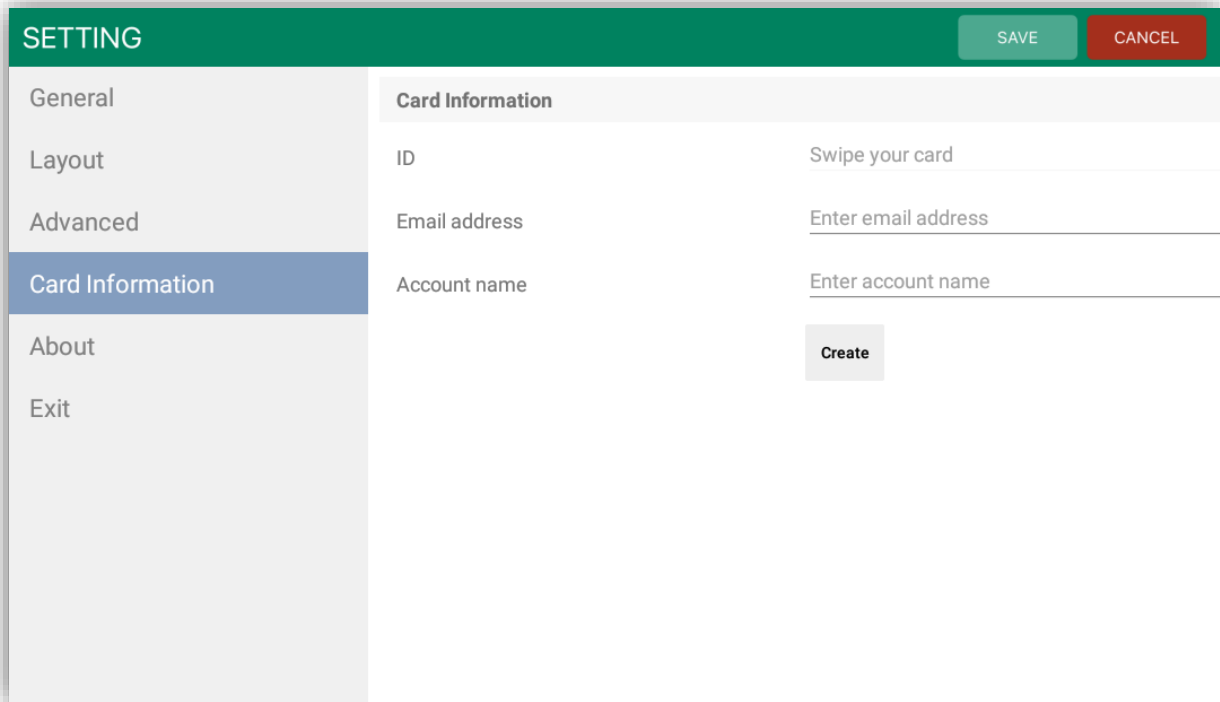 SETTING
SAVE
CANCEL
General
Layout
Advanced
Card Information
About
Exit
Card Information
ID
Swipe your card
Email address
Enter email address
Account name
Enter account name
Create